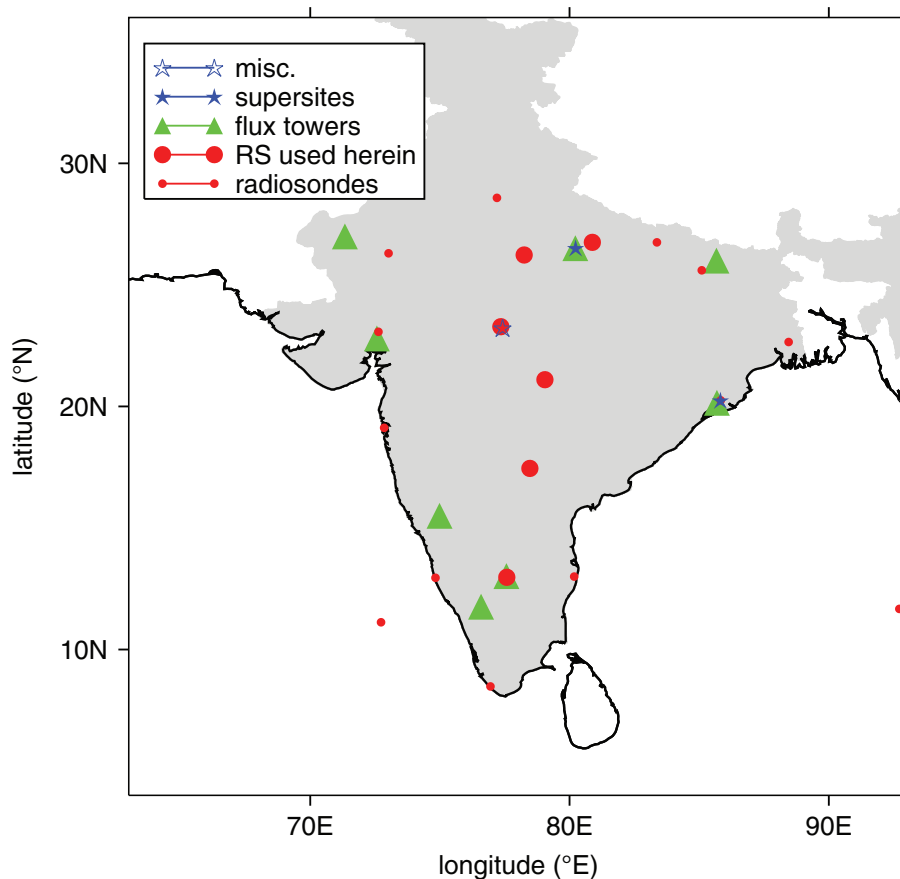 misc.
supersites
flux towers
RS used herein
radiosondes
30N
20N
10N
latitude (°N)
70E 80E 90E
longitude (°E)